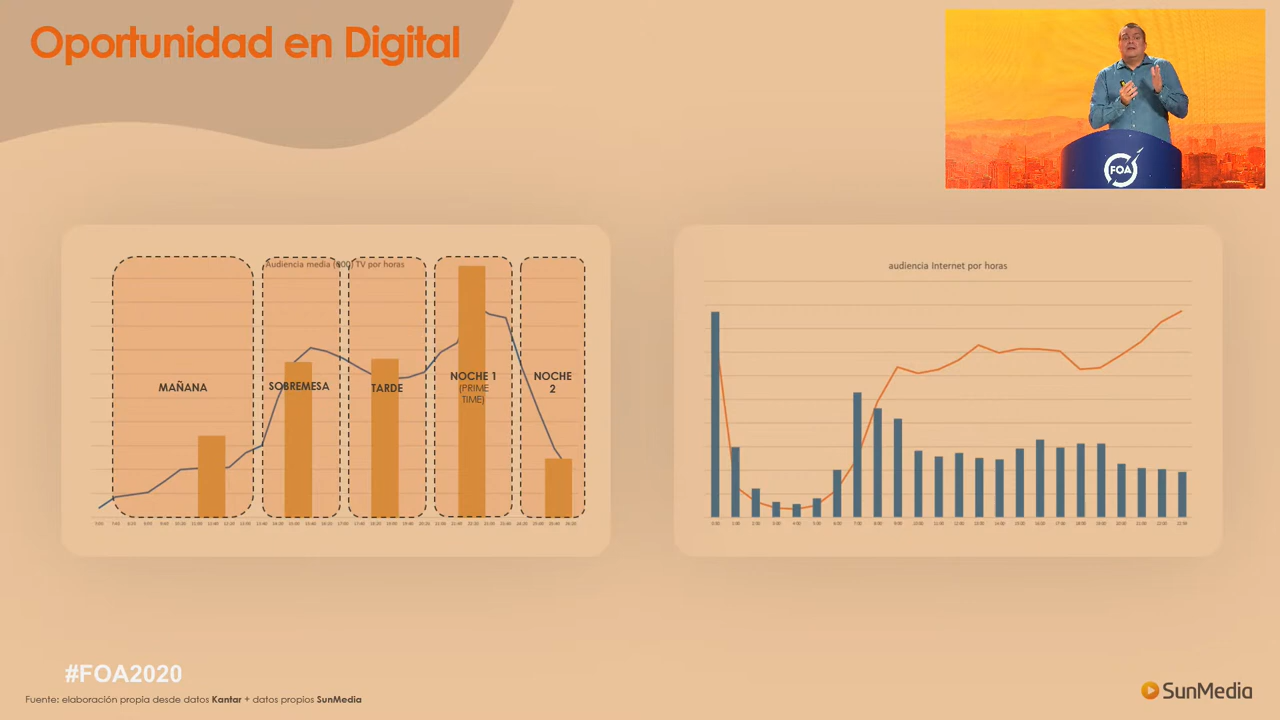 Oportunidad en Digital
FOA
Audiencia media (000) TV por horas
MAÑANA
SOBREMESA
TARDE
NOCHE 1
(PRIME
TIME)
NOCHE
2
audiencia Internet por horas
#FOA2020
Fuente: elaboración propia desde datos Kantar + datos propios SunMedia
SunMedia